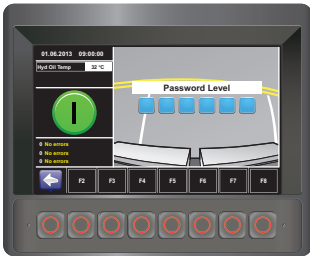 01.06.2013 09:00:00
Hyd Oil Temp 32 °C
Password Level
0 No errors
0 No errors
0 No errors
F2 F3 F4 F5 F6 F7 F8